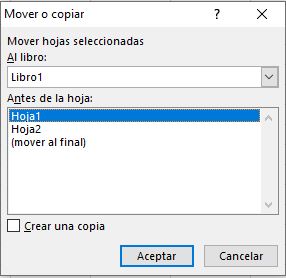 Mover o copiar ? ×
Mover hojas seleccionadas
Al libro:
Libro1
Antes de la hoja:
Hoja1
Hoja2
(mover al final)
Crear una copia
Aceptar Cancelar